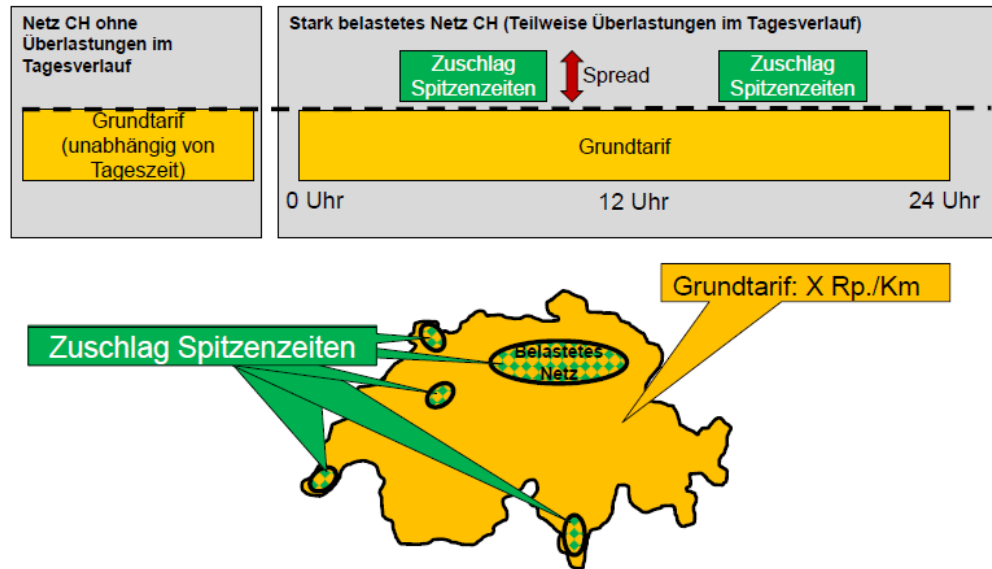 Netz CH ohne
Überlastungen im
Tagesverlauf
Grundtarif
(unabhängig von
Tageszeit)
Stark belastetes Netz CH (Teilweise Überlastungen im Tagesverlauf)
Zuschlag
Spitzenzeiten
Spread
Zuschlag
Spitzenzeiten
Grundtarif
0 Uhr
12 Uhr
24 Uhr
Grundtarif: X Rp./Km
Zuschlag Spitzenzeiten
Belastetes
Netz